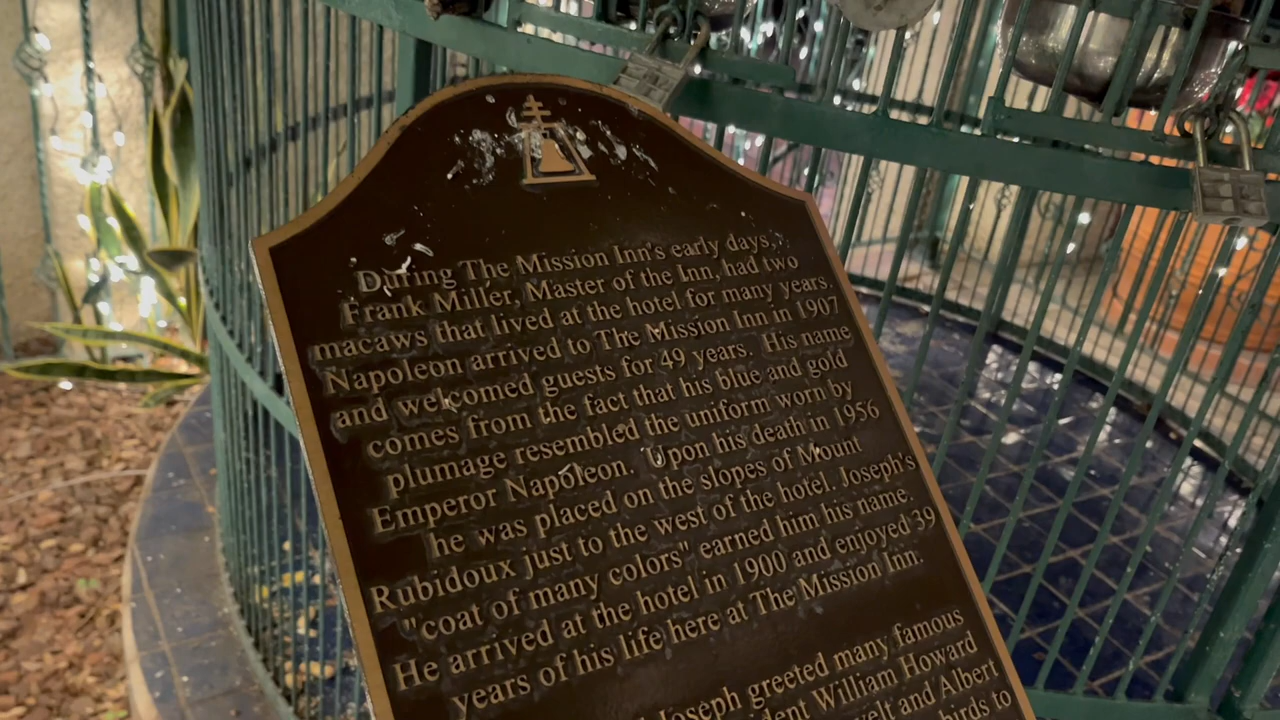 During The Mission Inn's early days,
Frank Miller, Master of the Inn, had two
macaws that lived at the hotel for many years.
Napoleon arrived to The Mission Inn in 1907
and welcomed guests for 49 years. His name
comes from the fact that his blue and gold
plumage resembled the uniform worn by
Emperor Napoleon. Upon his death in 1956
he was placed on the slopes of Mount
Rubidoux just to the west of the hotel. Joseph's
"coat of many colors" earned him his name.
He arrived at the hotel in 1900 and enjoyed 39
years of his life here at The Mission Inn.
Joseph greeted many famous
William Howard
and Albert
birds to